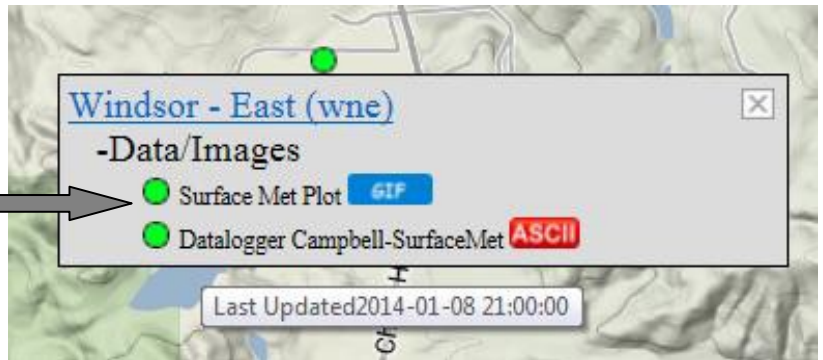 Windsor - East (wne)
-Data/Images
Surface Met Plot GIF
Datalogger Campbell-SurfaceMet ASCII
Last Updated2014-01-08 21:00:00